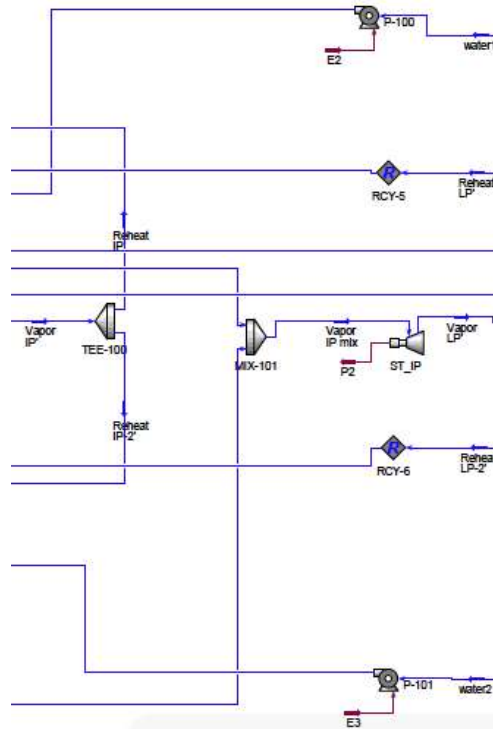 P-100
water1
E2
RCY-5
Reheat
LP'
Reheat
IP'
Vapor
IP'
TEE-100
MIX-101
Vapor
IP mix
P2
ST_IP
Vapor
LP'
Reheat
IP-2'
RCY-6
Reheat
LP-2'
P-101
water2
E3